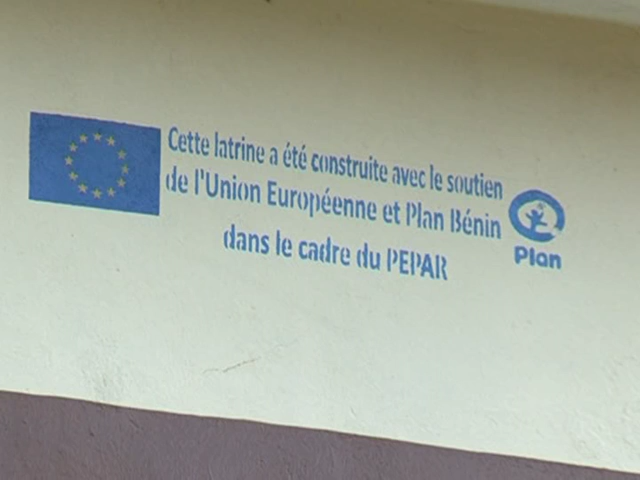 Cette latrine a été construite avec le soutien
de l'Union Européenne et Plan Bénin
dans le cadre du PEPAR
Plan